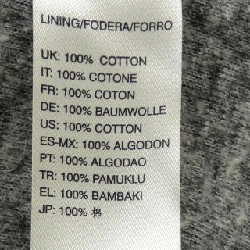 LINING/FODERA/FORRO
UK: 100% COTTON
IT: 100% COTONE
FR: 100% COTON
DE: 100% BAUMWOLLE
US: 100% COTTON
ES-MX: 100% ALGODON
PT: 100% ALGODAO
TR: 100% PAMUKLU
EL: 100% BAMBAKI
JP: 100%